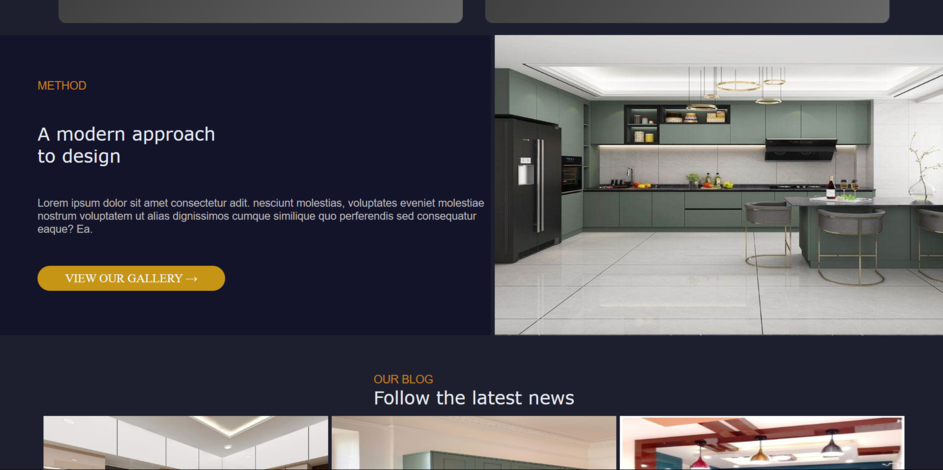 METHOD
A modern approach
to design
Lorem ipsum dolor sit amet consectetur adit. nesciunt molestias, voluptates eveniet molestiae
nostrum voluptatem ut alias dignissimos cumque similique quo perferendis sed consequatur
eaque? Ea.
VIEW OUR GALLERY →
OUR BLOG
Follow the latest news